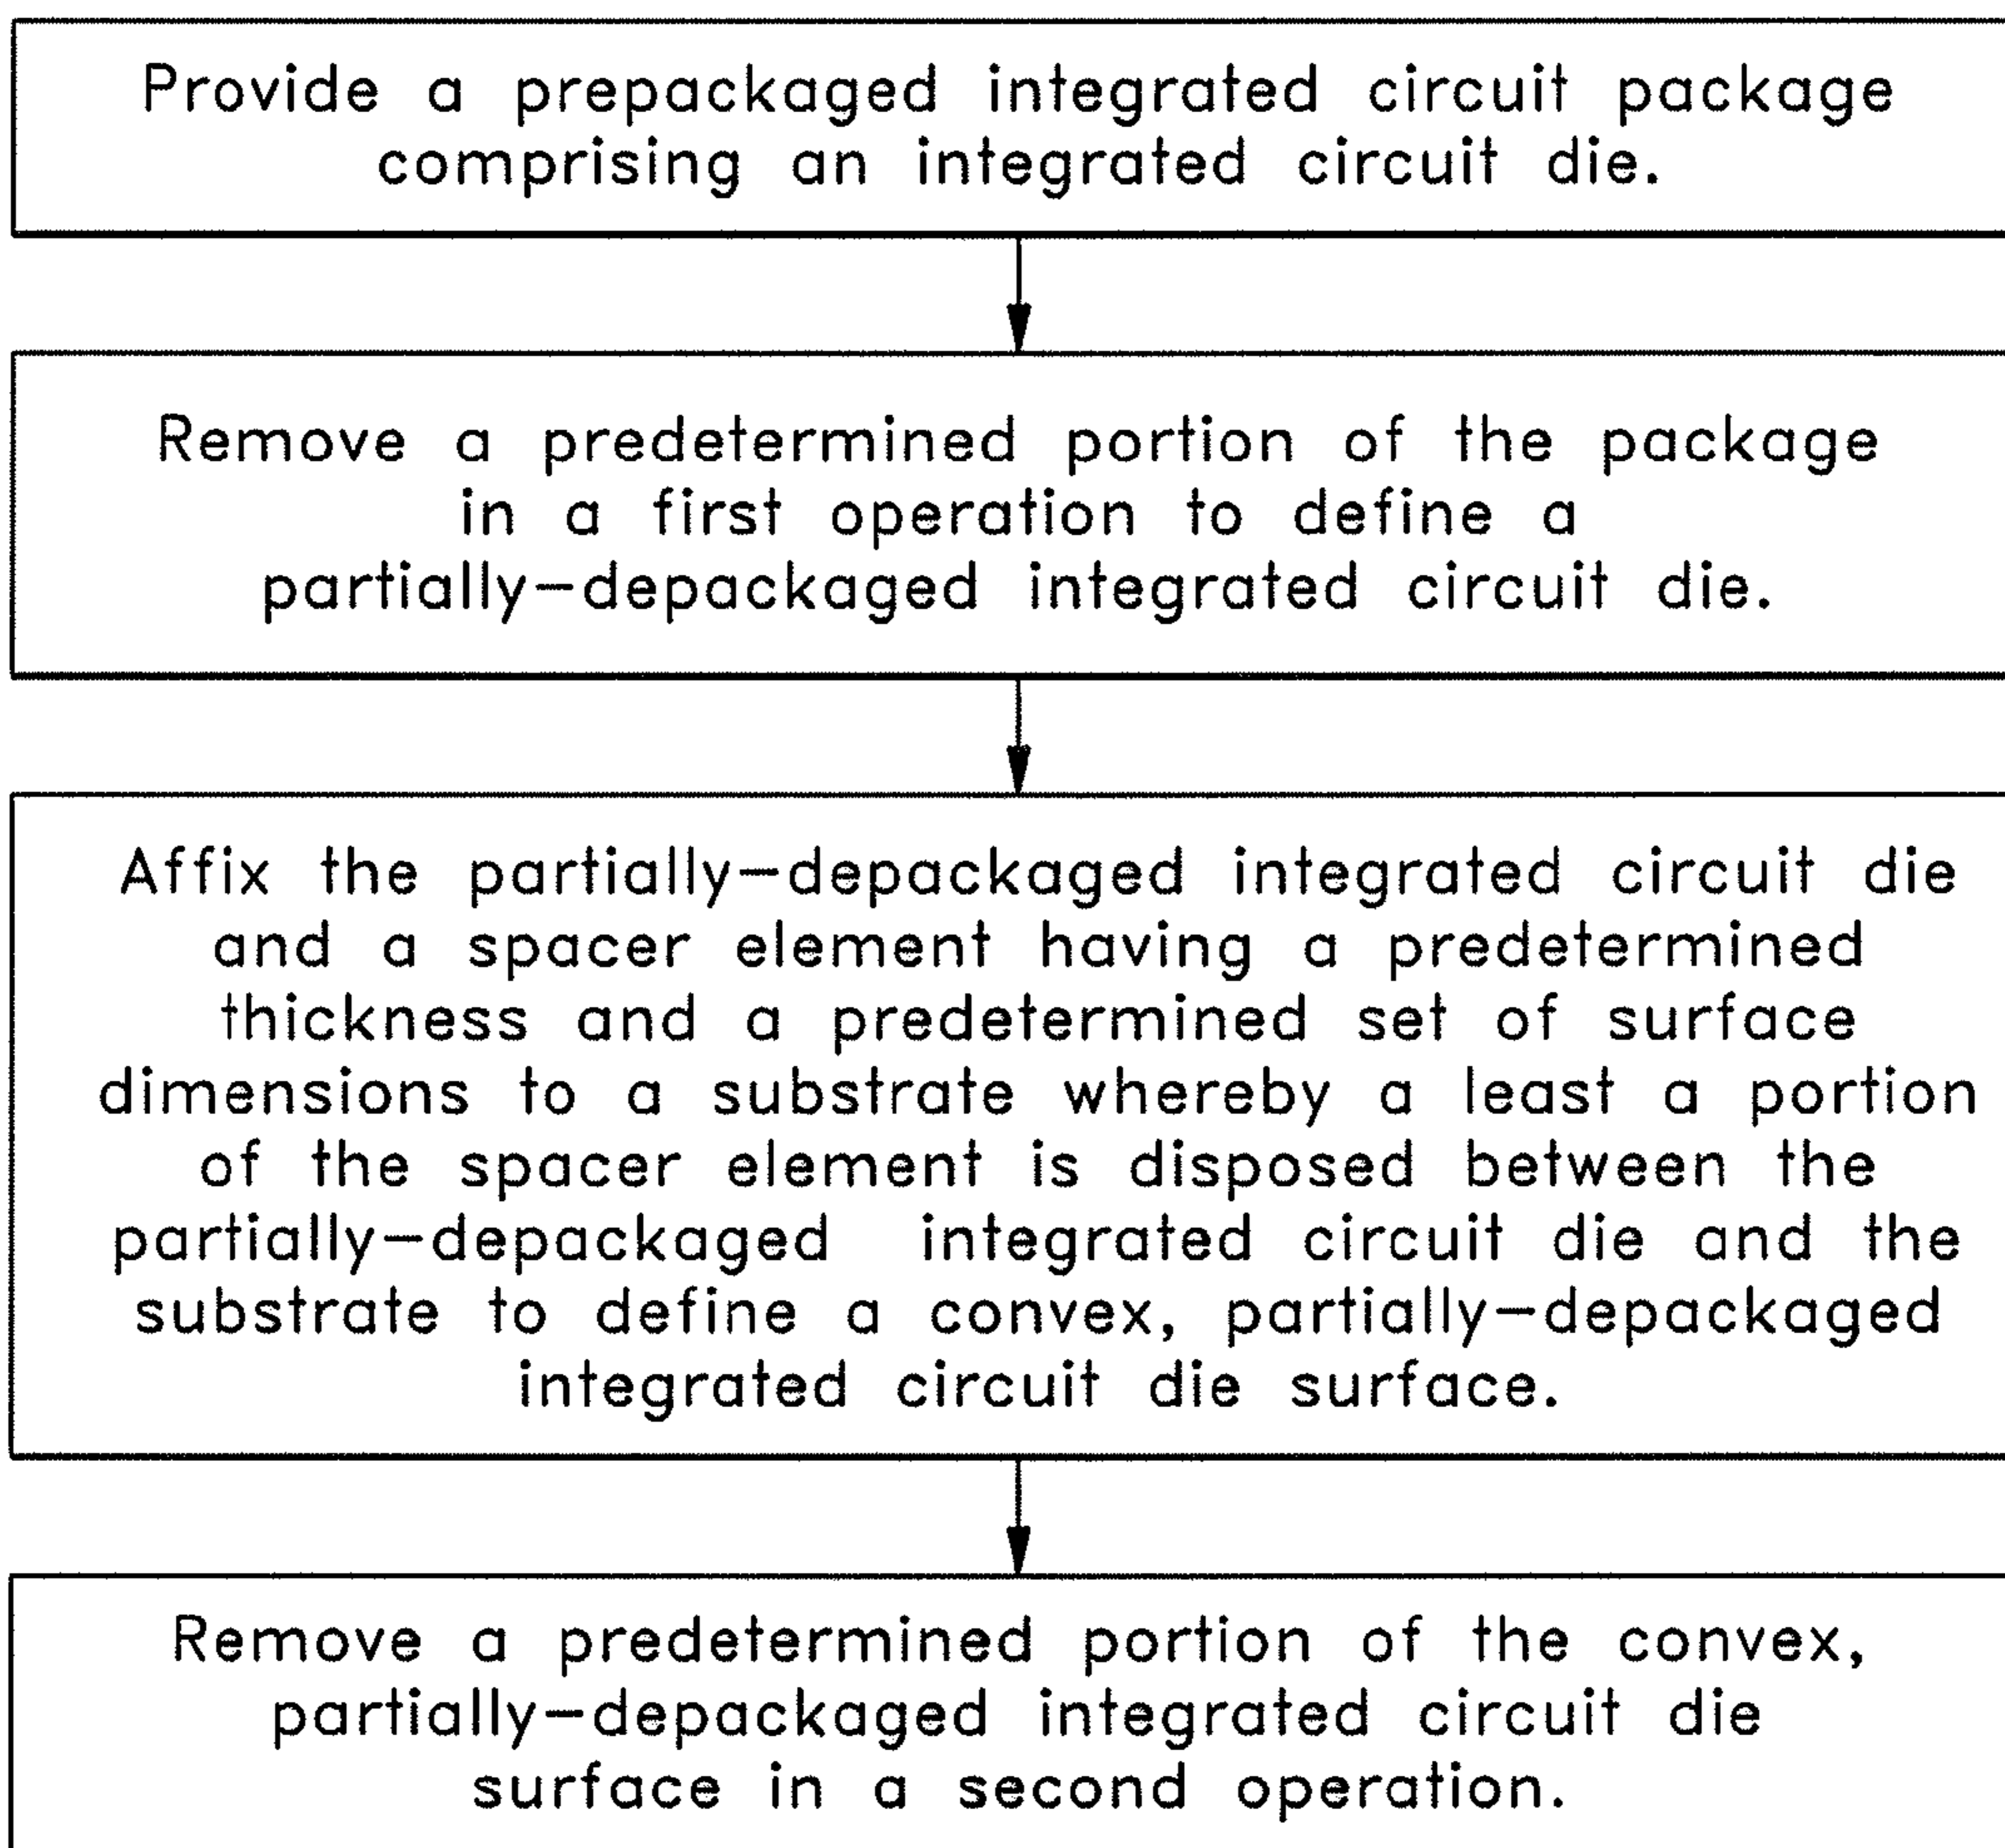 Provide a prepackaged integrated circuit package
comprising an integrated circuit die.
Remove a predetermined portion of the package
in a first operation to define a
partially-depackaged integrated circuit die.
Affix the partially-depackaged integrated circuit die
and a spacer element having a predetermined
thickness and a predetermined set of surface
dimensions to a substrate whereby a least a portion
of the spacer element is disposed between the
partially-depackaged integrated circuit die and the
substrate to define a convex, partially-depackaged
integrated circuit die surface.
Remove a predetermined portion of the convex,
partially-depackaged integrated circuit die
surface in a second operation.